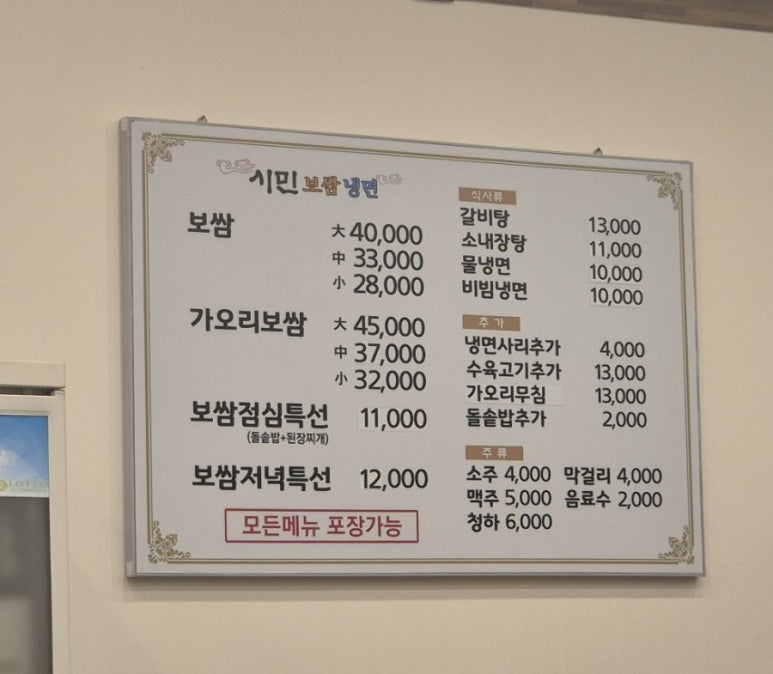 시민 보쌈 냉면
보쌈 大 40,000
中 33,000
小 28,000
가오리보쌈 大 45,000
中 37,000
小 32,000
보쌈점심특선 11,000
(돌솥밥+된장찌개)
보쌈저녁특선 12,000
모든메뉴 포장가능
식사류
갈비탕 13,000
소내장탕 11,000
물냉면 10,000
비빔냉면 10,000
추가
냉면사리추가 4,000
수육고기추가 13,000
가오리무침 13,000
돌솥밥추가 2,000
주류
소주 4,000 막걸리 4,000
맥주 5,000 음료수 2,000
청하 6,000
LOTTE